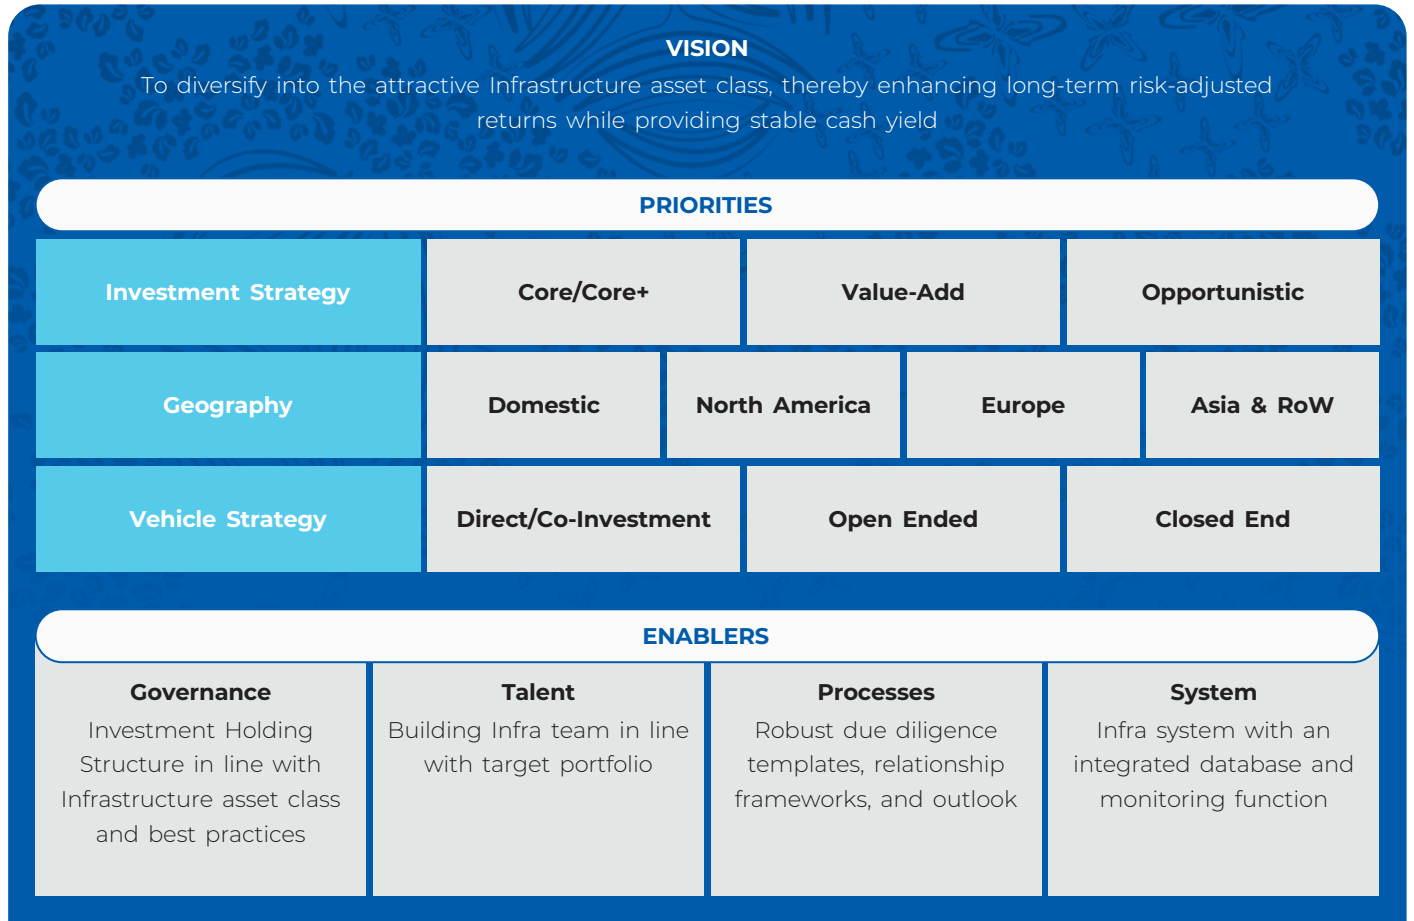 VISION
To diversify into the attractive Infrastructure asset class, thereby enhancing long-term risk-adjusted
returns while providing stable cash yield
PRIORITIES
Investment Strategy
Core/Core+
Value-Add
Opportunistic
Geography
Domestic
North America
Europe
Asia & RoW
Vehicle Strategy
Direct/Co-Investment
Open Ended
Closed End
ENABLERS
Governance
Investment Holding
Structure in line with
Infrastructure asset class
and best practices
Talent
Building Infra team in line
with target portfolio
Processes
Robust due diligence
templates, relationship
frameworks, and outlook
System
Infra system with an
integrated database and
monitoring function